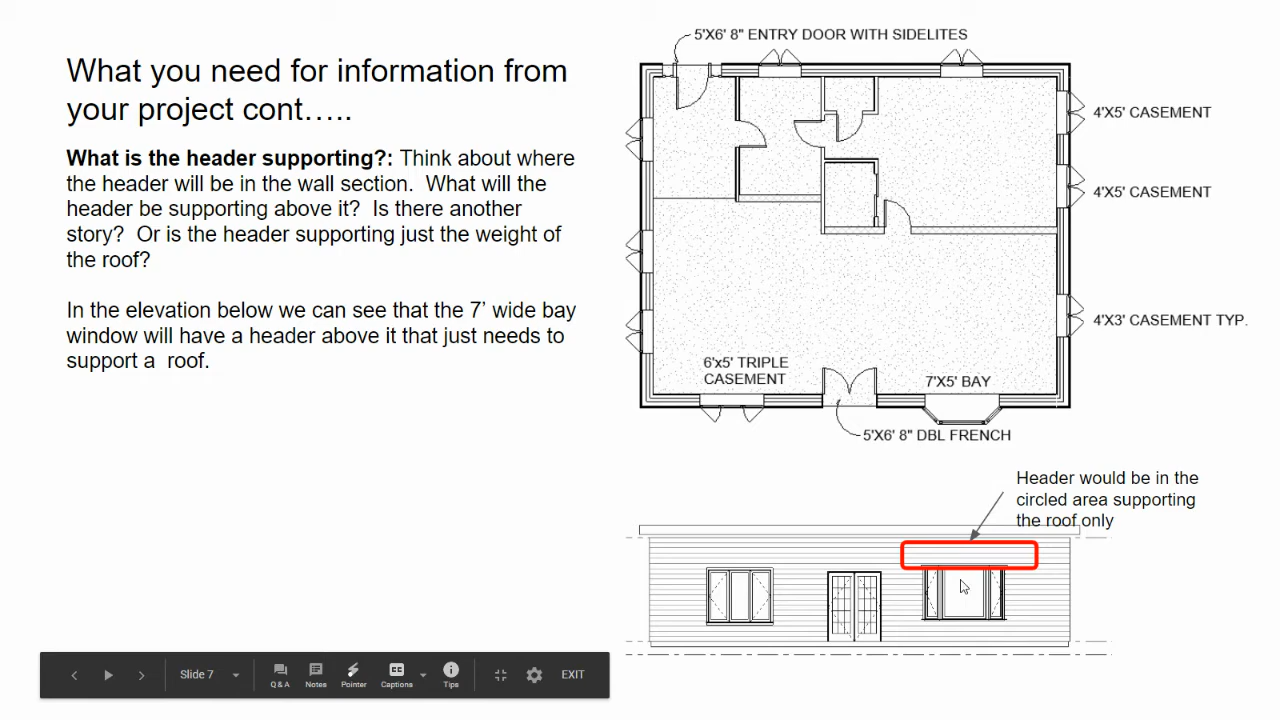 What you need for information from
your project cont…..
What is the header supporting?: Think about where
the header will be in the wall section.  What will the
header be supporting above it?  Is there another
story?  Or is the header supporting just the weight of
the roof?
In the elevation below we can see that the 7’ wide bay
window will have a header above it that just needs to
support a  roof.
5'X6' 8" ENTRY DOOR WITH SIDELITES
4'X5' CASEMENT
4'X5' CASEMENT
4'X3' CASEMENT TYP.
6'x5' TRIPLE
CASEMENT
7'X5' BAY
5'X6' 8" DBL FRENCH
Header would be in the
circled area supporting
the roof only
Slide 7
Q & A
Notes
Pointer
CC
Captions
Tips
EXIT